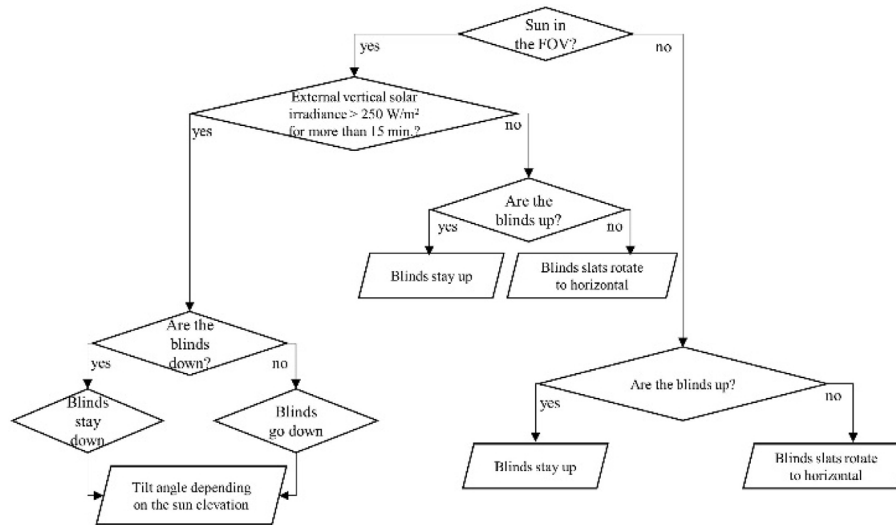 Sun in
the FOV?
yes
no
External vertical solar
irradiance > 250 W/m²
for more than 15 min.?
yes
no
Are the
blinds up?
yes
no
Blinds stay up
Blinds slats rotate
to horizontal
Are the
blinds
down?
yes
no
Blinds
stay
down
Blinds
go down
Tilt angle depending
on the sun elevation
Are the blinds up?
yes
no
Blinds stay up
Blinds slats rotate
to horizontal